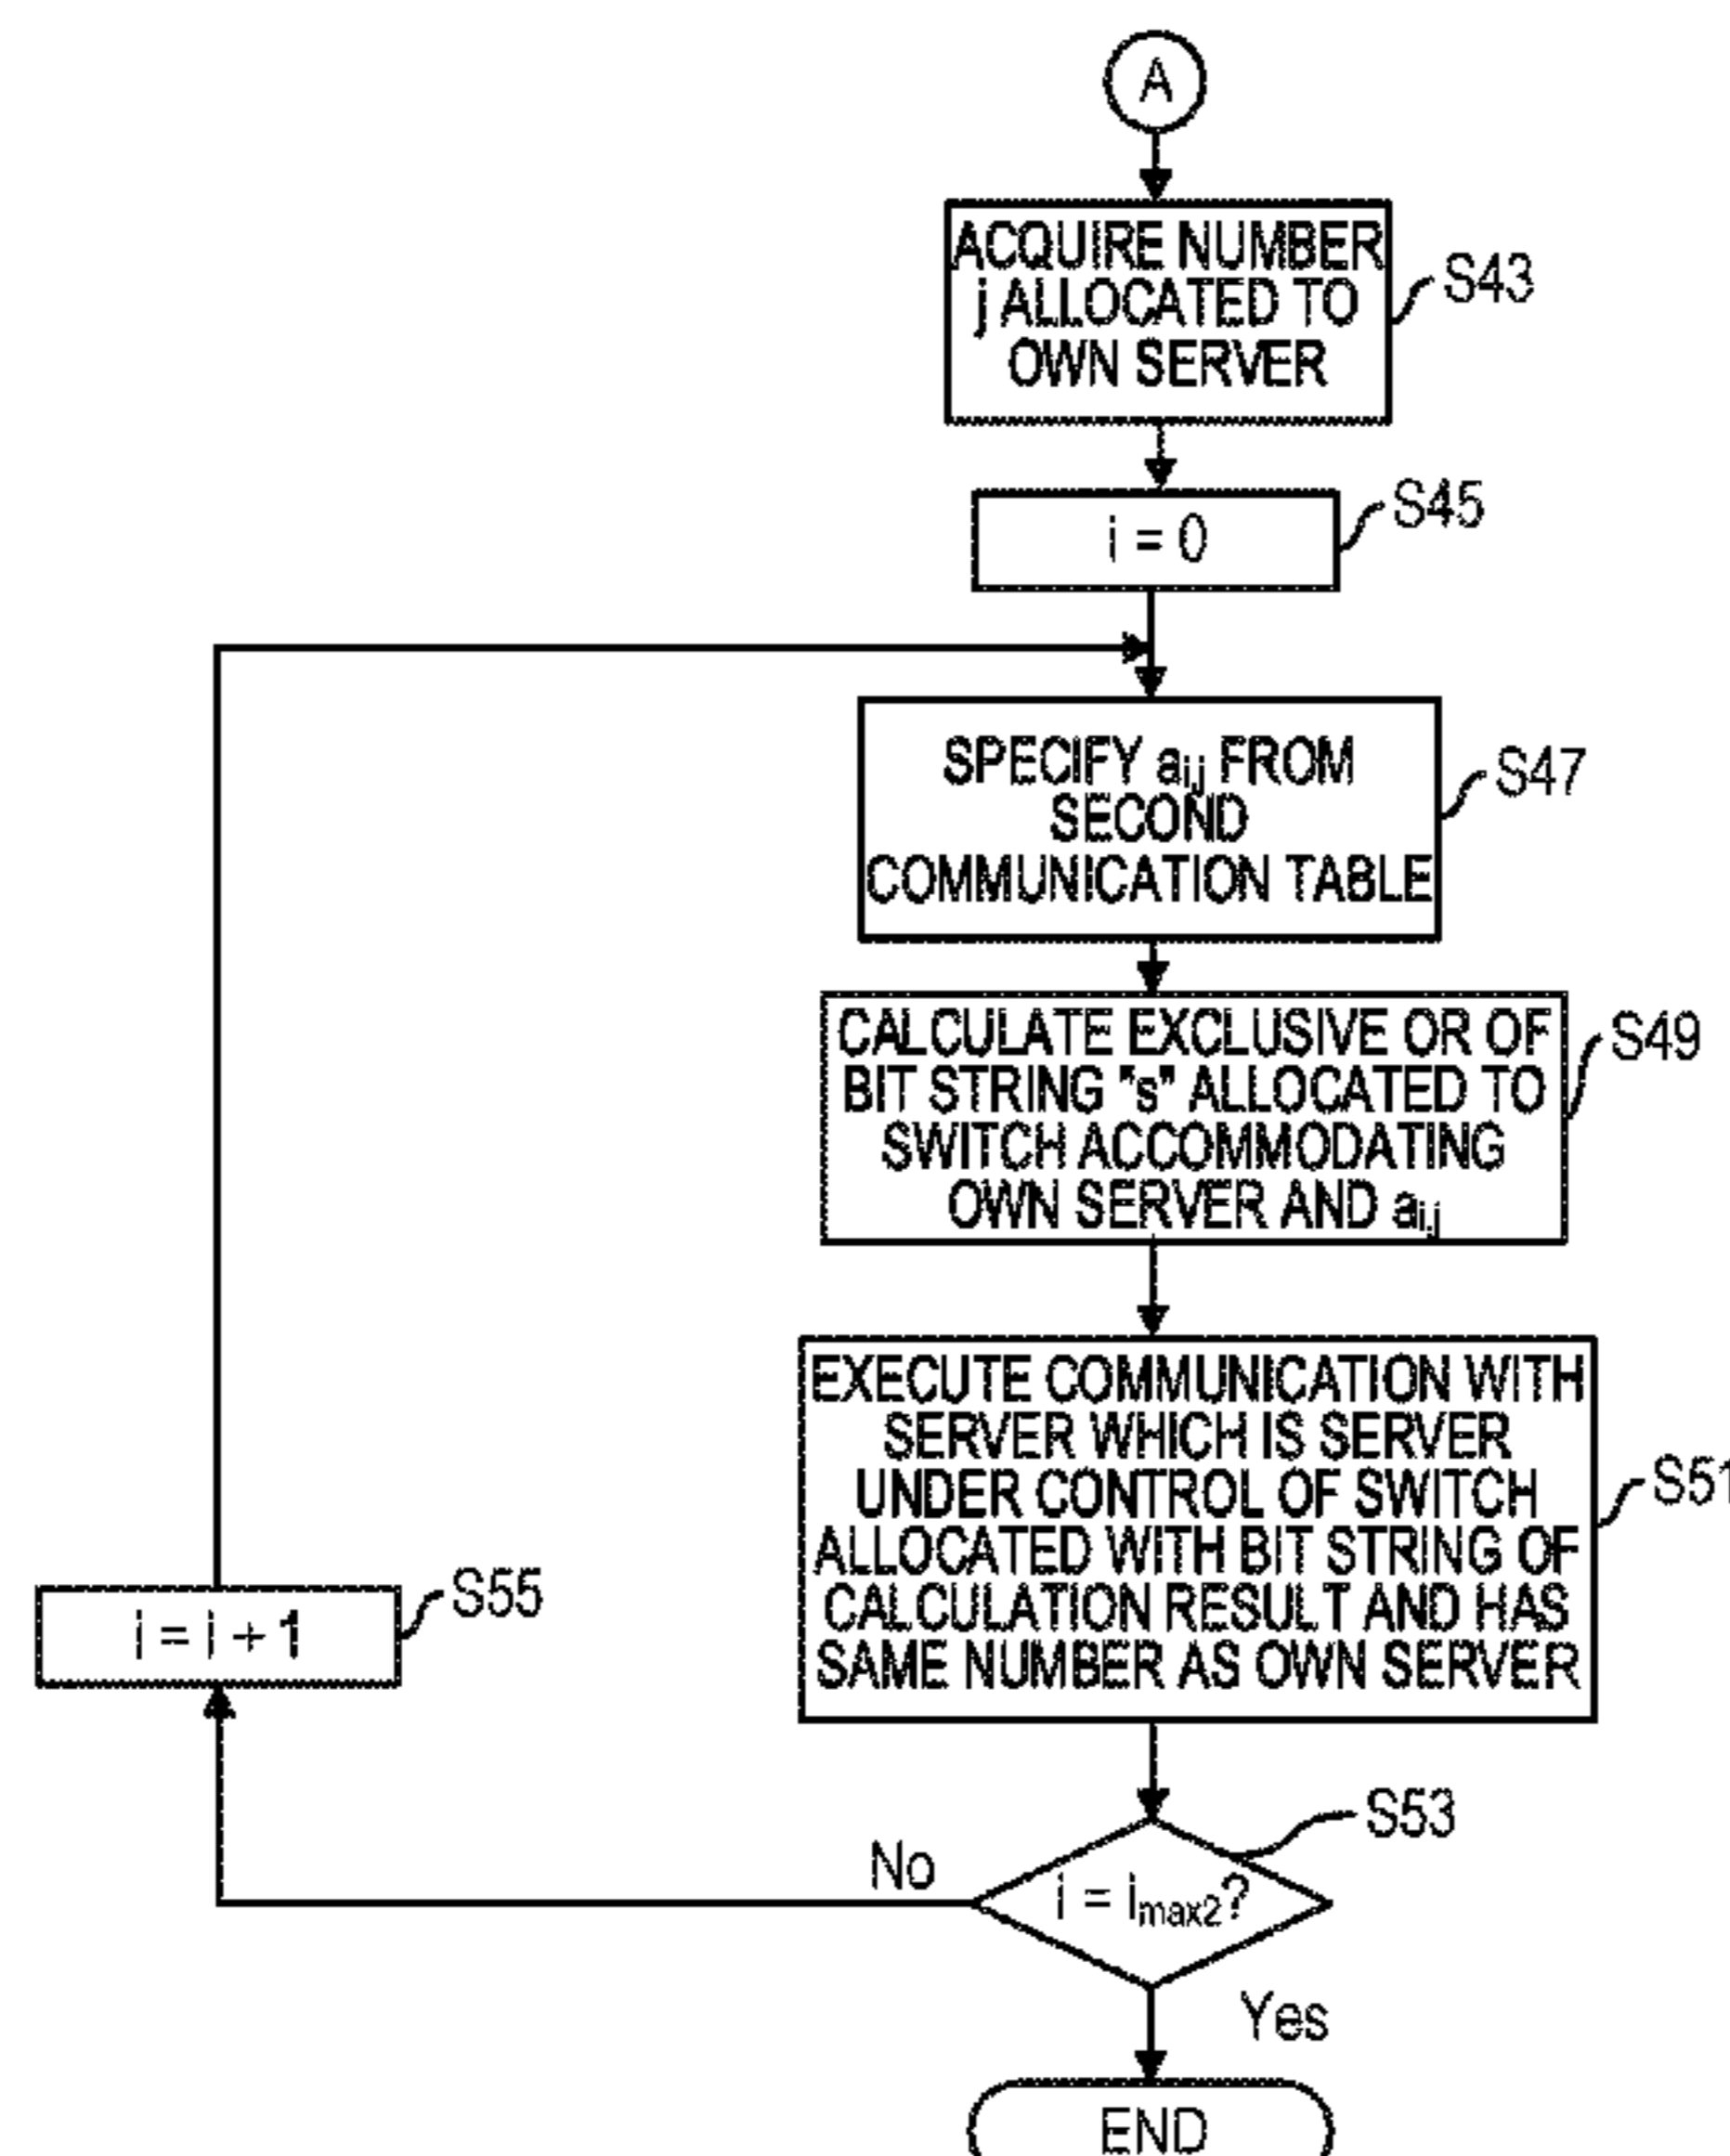 A
ACQUIRE NUMBER
j ALLOCATED TO
OWN SERVER
S43
i = 0
S45
SPECIFY ai,j FROM
SECOND
COMMUNICATION TABLE
S47
CALCULATE EXCLUSIVE OR OF
BIT STRING "s" ALLOCATED TO
SWITCH ACCOMMODATING
OWN SERVER AND ai,j
S49
EXECUTE COMMUNICATION WITH
SERVER WHICH IS SERVER
UNDER CONTROL OF SWITCH
ALLOCATED WITH BIT STRING OF
CALCULATION RESULT AND HAS
SAME NUMBER AS OWN SERVER
S51
i = i + 1
S55
S53
No
i = imax2?
Yes
END